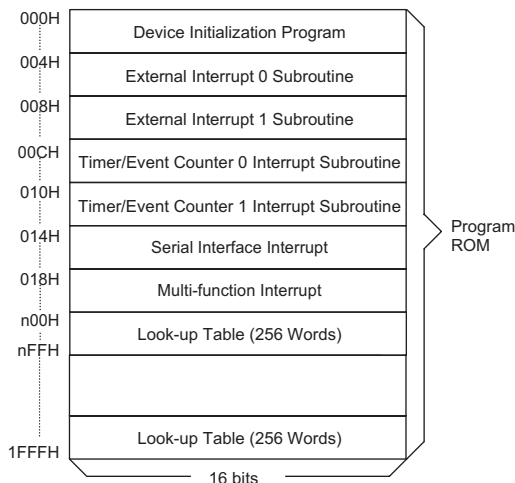 000H
Device Initialization Program
004H
External Interrupt 0 Subroutine
008H
External Interrupt 1 Subroutine
00CH
Timer/Event Counter 0 Interrupt Subroutine
010H
Timer/Event Counter 1 Interrupt Subroutine
014H
Serial Interface Interrupt
018H
Multi-function Interrupt
n00H
Look-up Table (256 Words)
nFFH
Look-up Table (256 Words)
1FFFH
16 bits
Program
ROM